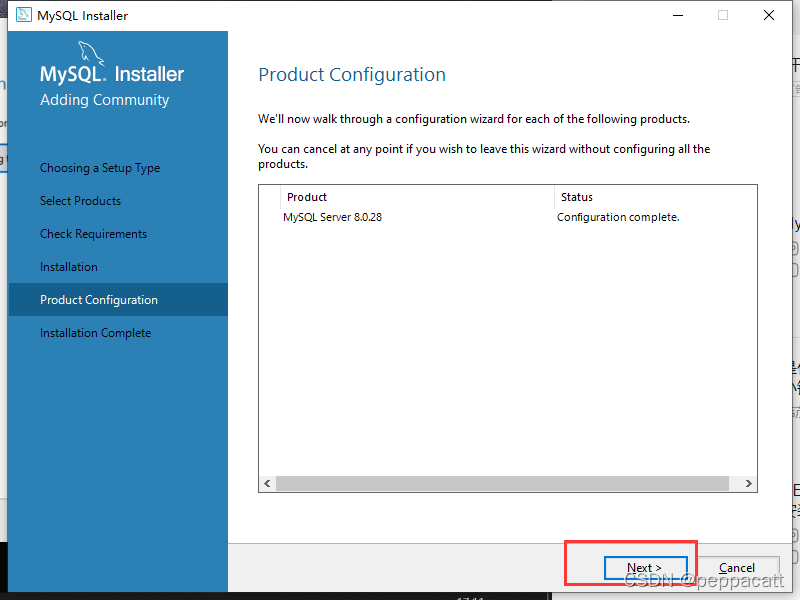 MySQL Installer
MySQL. Installer
Adding Community
Choosing a Setup Type
Select Products
Check Requirements
Installation
Product Configuration
Installation Complete
Product Configuration
We'll now walk through a configuration wizard for each of the following products.
You can cancel at any point if you wish to leave this wizard without configuring all the
products.
Product Status
MySQL Server 8.0.28 Configuration complete.
Next > Cancel
CSDN @peppacatt